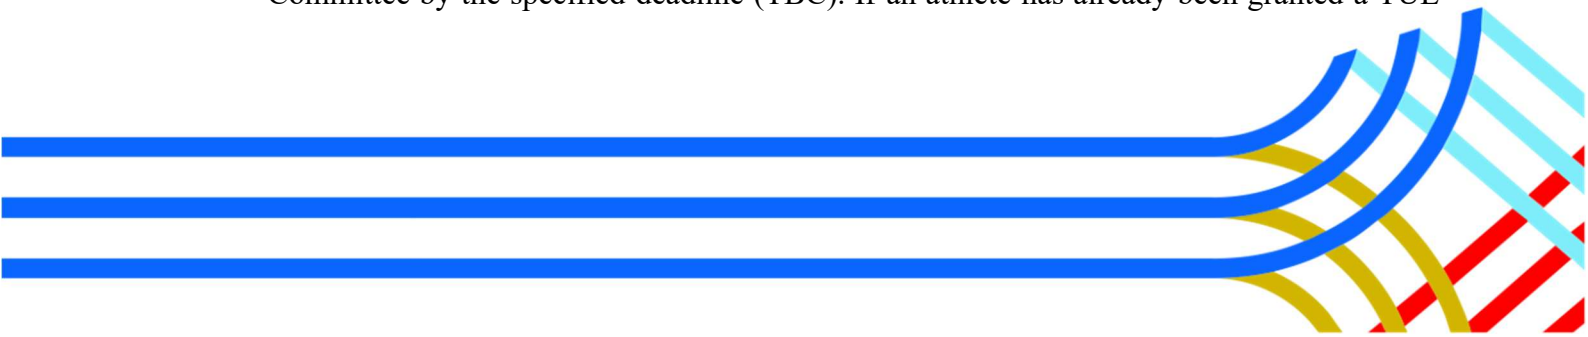 Committee by the specified deadline (TBC). If an athlete has already been granted a TUE